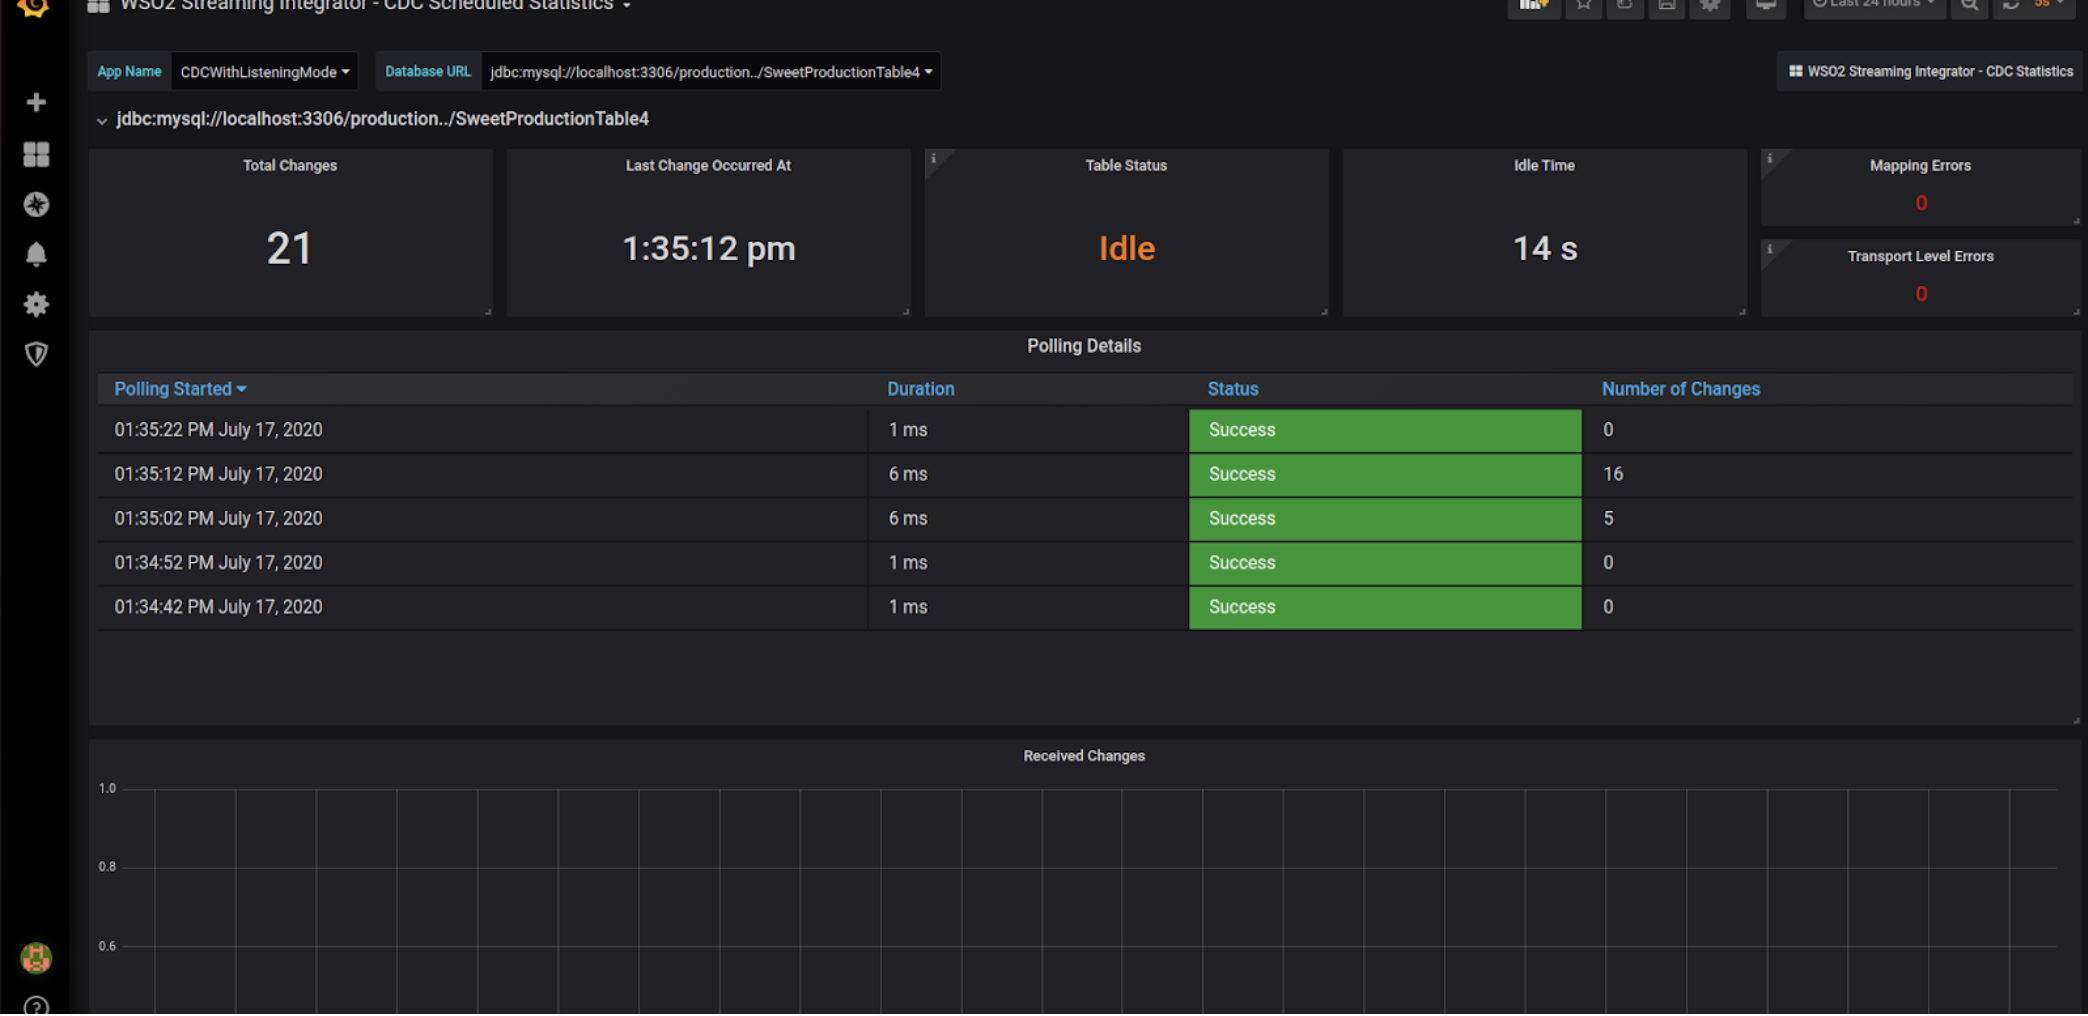 WSO2 Streaming Integrator - CDC Scheduled Statistics
Last 24 hours
5s
App Name CDCWithListeningMode Database URL jdbc:mysql://localhost:3306/production../SweetProductionTable4 WSO2 Streaming Integrator - CDC Statistics
jdbc:mysql://localhost:3306/production../SweetProductionTable4
Total Changes
21
Last Change Occurred At
1:35:12 pm
Table Status
Idle
Idle Time
14 s
Mapping Errors
0
Transport Level Errors
0
Polling Details
Polling Started Duration Status Number of Changes
01:35:22 PM July 17, 2020 1 ms Success 0
01:35:12 PM July 17, 2020 6 ms Success 16
01:35:02 PM July 17, 2020 6 ms Success 5
01:34:52 PM July 17, 2020 1 ms Success 0
01:34:42 PM July 17, 2020 1 ms Success 0
Received Changes
1.0
0.8
0.6